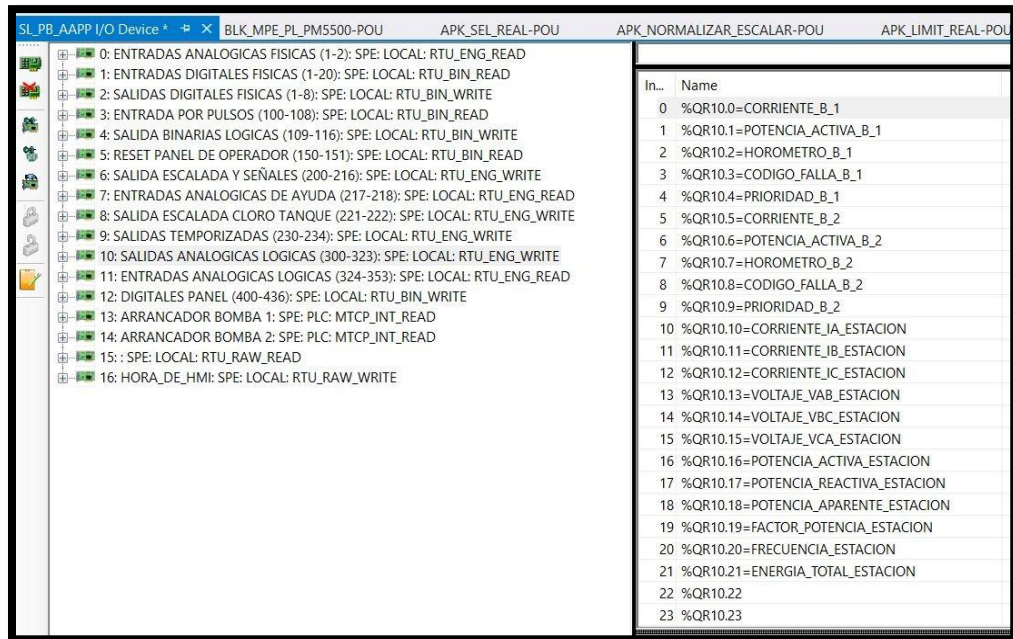 SL_PB_AAPP I/O Device * BLK_MPE_PL_PM5500-POU APK_SEL_REAL-POU APK_NORMALIZAR_ESCALAR-POU APK_LIMIT_REAL-POU
0: ENTRADAS ANALOGICAS FISICAS (1-2): SPE: LOCAL: RTU_ENG_READ
1: ENTRADAS DIGITALES FISICAS (1-20): SPE: LOCAL: RTU_BIN_READ
2: SALIDAS DIGITALES FISICAS (1-8): SPE: LOCAL: RTU_BIN_WRITE
3: ENTRADA POR PULSOS (100-108): SPE: LOCAL: RTU_BIN_READ
4: SALIDA BINARIAS LOGICAS (109-116): SPE: LOCAL: RTU_BIN_WRITE
5: RESET PANEL DE OPERADOR (150-151): SPE: LOCAL: RTU_BIN_READ
6: SALIDA ESCALADA Y SEÑALES (200-216): SPE: LOCAL: RTU_ENG_WRITE
7: ENTRADAS ANALOGICAS DE AYUDA (217-218): SPE: LOCAL: RTU_ENG_READ
8: SALIDA ESCALADA CLORO TANQUE (221-222): SPE: LOCAL: RTU_ENG_WRITE
9: SALIDAS TEMPORIZADAS (230-234): SPE: LOCAL: RTU_ENG_WRITE
10: SALIDAS ANALOGICAS LOGICAS (300-323): SPE: LOCAL: RTU_ENG_WRITE
11: ENTRADAS ANALOGICAS LOGICAS (324-353): SPE: LOCAL: RTU_ENG_READ
12: DIGITALES PANEL (400-436): SPE: LOCAL: RTU_BIN_WRITE
13: ARRANCADOR BOMBA 1: SPE: PLC: MTCP_INT_READ
14: ARRANCADOR BOMBA 2: SPE: PLC: MTCP_INT_READ
15: : SPE: LOCAL: RTU_RAW_READ
16: HORA_DE_HMI: SPE: LOCAL: RTU_RAW_WRITE
In... Name
0 %QR10.0=CORRIENTE_B_1
1 %QR10.1=POTENCIA_ACTIVA_B_1
2 %QR10.2=HOROMETRO_B_1
3 %QR10.3=CODIGO_FALLA_B_1
4 %QR10.4=PRIORIDAD_B_1
5 %QR10.5=CORRIENTE_B_2
6 %QR10.6=POTENCIA_ACTIVA_B_2
7 %QR10.7=HOROMETRO_B_2
8 %QR10.8=CODIGO_FALLA_B_2
9 %QR10.9=PRIORIDAD_B_2
10 %QR10.10=CORRIENTE_IA_ESTACION
11 %QR10.11=CORRIENTE_IB_ESTACION
12 %QR10.12=CORRIENTE_IC_ESTACION
13 %QR10.13=VOLTAJE_VAB_ESTACION
14 %QR10.14=VOLTAJE_VBC_ESTACION
15 %QR10.15=VOLTAJE_VCA_ESTACION
16 %QR10.16=POTENCIA_ACTIVA_ESTACION
17 %QR10.17=POTENCIA_REACTIVA_ESTACION
18 %QR10.18=POTENCIA_APARENTE_ESTACION
19 %QR10.19=FACTOR_POTENCIA_ESTACION
20 %QR10.20=FRECUENCIA_ESTACION
21 %QR10.21=ENERGIA_TOTAL_ESTACION
22 %QR10.22
23 %QR10.23